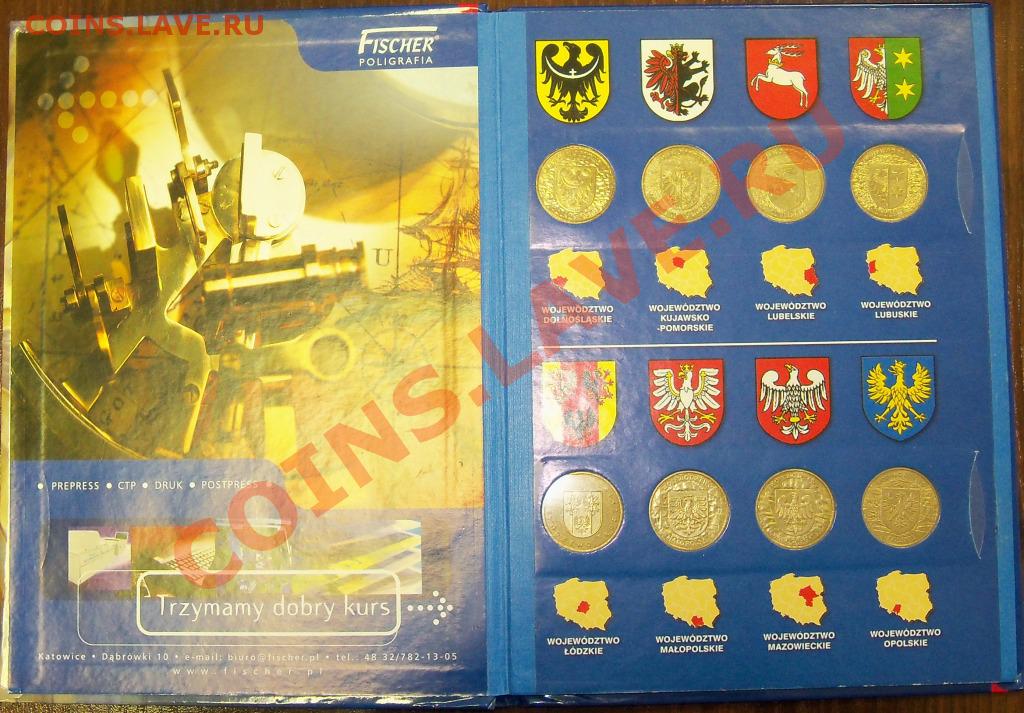 COINS.LAVE.RU
FISCHER
POLIGRAFIA
U
• PREPRESS • CTP • DRUK • POSTPRESS •
Trzymamy dobry kurs
Katowice • Dąbrówki 10 • e-mail: biuro@fischer.pl • tel.: 48 32/782-13-05
www.fischer.pl
WOJEWÓDZTWO
DOLNOŚLĄSKIE
WOJEWÓDZTWO
KUJAWSKO
-POMORSKIE
WOJEWÓDZTWO
LUBELSKIE
WOJEWÓDZTWO
LUBUSKIE
WOJEWÓDZTWO
ŁÓDZKIE
WOJEWÓDZTWO
MAŁOPOLSKIE
WOJEWÓDZTWO
MAZOWIECKIE
WOJEWÓDZTWO
OPOLSKIE
COINS.LAVE.RU